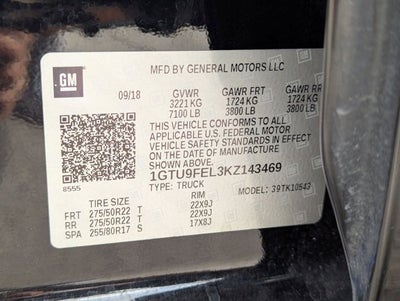 GM
MFD BY GENERAL MOTORS LLC
09/18 GVWR GAWR FRT GAWR RR
3221 KG 1724 KG 1724 KG
7100 LB 3800 LB 3800 LB
THIS VEHICLE CONFORMS TO ALL
APPLICABLE U.S. FEDERAL MOTOR
VEHICLE SAFETY STANDARDS IN EFFECT
ON THE DATE OF MANUFACTURE
SHOWN ABOVE.
8555
1GTU9FEL3KZ143469
TYPE: TRUCK MODEL: 39TK10543
TIRE SIZE RIM
FRT 275/50R22 T 22X9J
RR 275/50R22 T 22X9J
SPA 255/80R17 S 17X8J